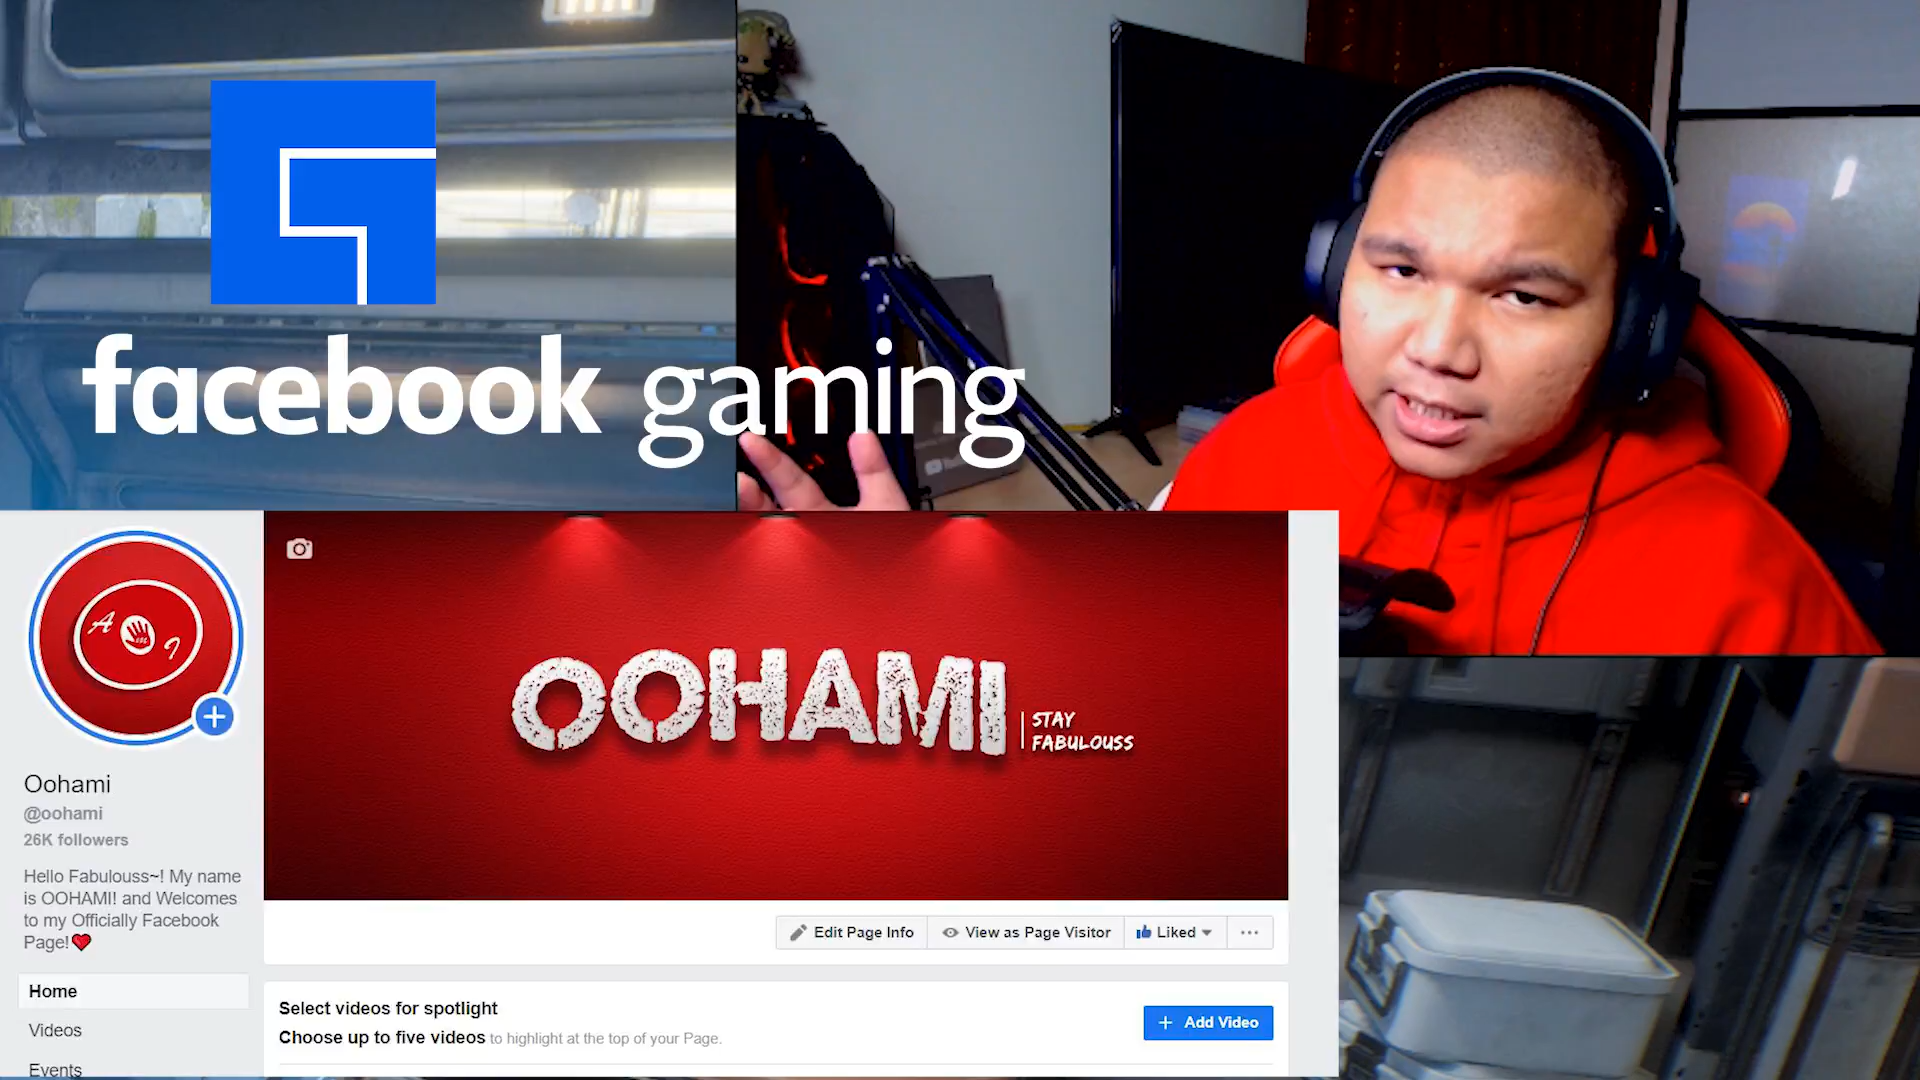 facebook gaming
A I
OOHAMI
STAY
FABULOUSS
Oohami
@oohami
26K followers
Hello Fabulouss~! My name
is OOHAMI! and Welcomes
to my Officially Facebook
Page!❤️
Edit Page Info
View as Page Visitor
Liked
...
Home
Videos
Events
Select videos for spotlight
Choose up to five videos to highlight at the top of your Page.
+ Add Video